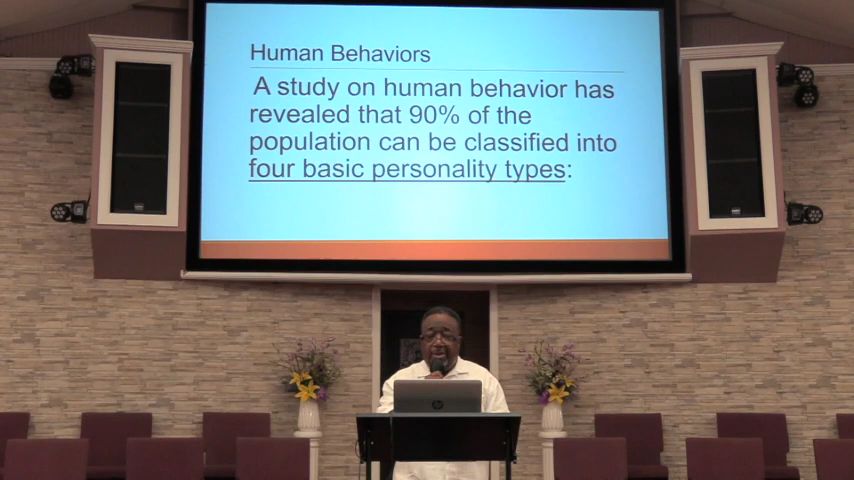 Human Behaviors
A study on human behavior has
revealed that 90% of the
population can be classified into
four basic personality types:
hp